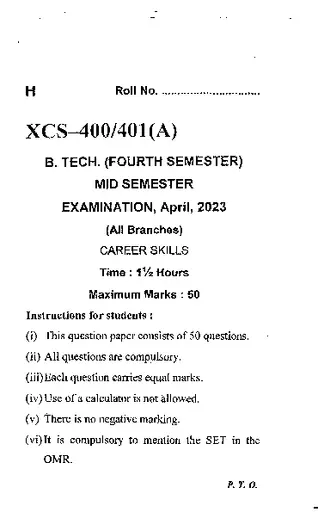 H Roll No. ..............................
XCS–400/401(A)
B. TECH. (FOURTH SEMESTER)
MID SEMESTER
EXAMINATION, April, 2023
(All Branches)
CAREER SKILLS
Time : 1½ Hours
Maximum Marks : 50
Instructions for students :
(i) This question paper consists of 50 questions.
(ii) All questions are compulsory.
(iii) Each question carries equal marks.
(iv) Use of a calculator is not allowed.
(v) There is no negative marking.
(vi) It is compulsory to mention the SET in the
OMR.
P. T. O.